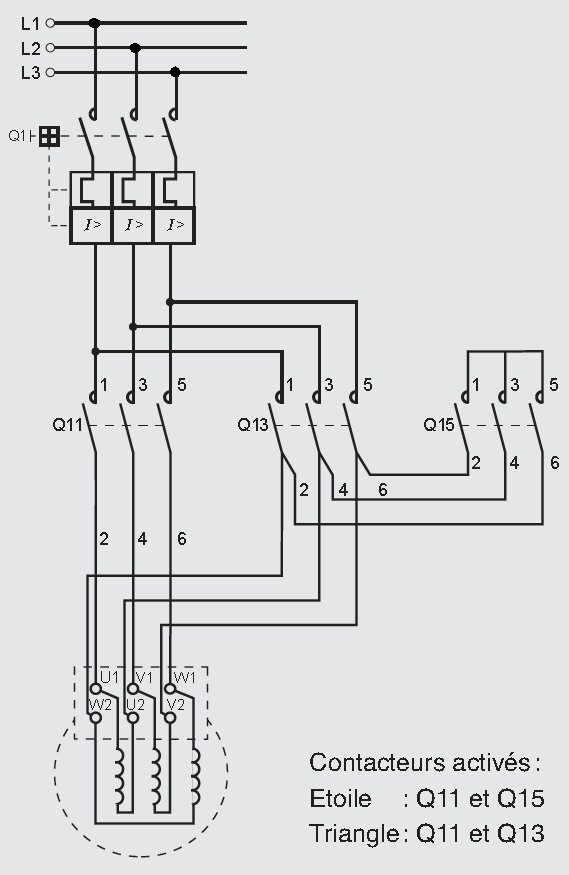 L1
L2
L3
Q1
I> I> I>
1 3 5 1 3 5 1 3 5
Q11 Q13 Q15
2 4 6
2 4 6
2 4 6
U1 V1 W1
W2 U2 V2
Contacteurs activés :
Etoile : Q11 et Q15
Triangle : Q11 et Q13